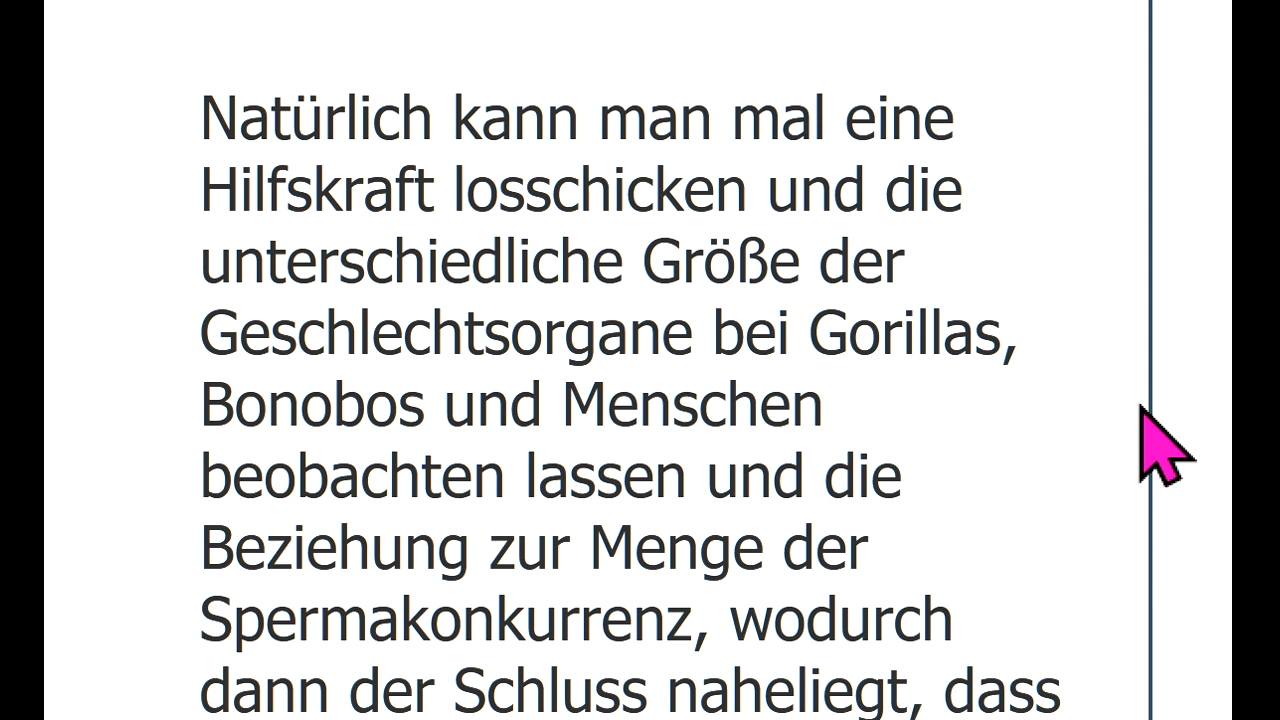 Natürlich kann man mal eine
Hilfskraft losschicken und die
unterschiedliche Größe der
Geschlechtsorgane bei Gorillas,
Bonobos und Menschen
beobachten lassen und die
Beziehung zur Menge der
Spermakonkurrenz, wodurch
dann der Schluss naheliegt, dass